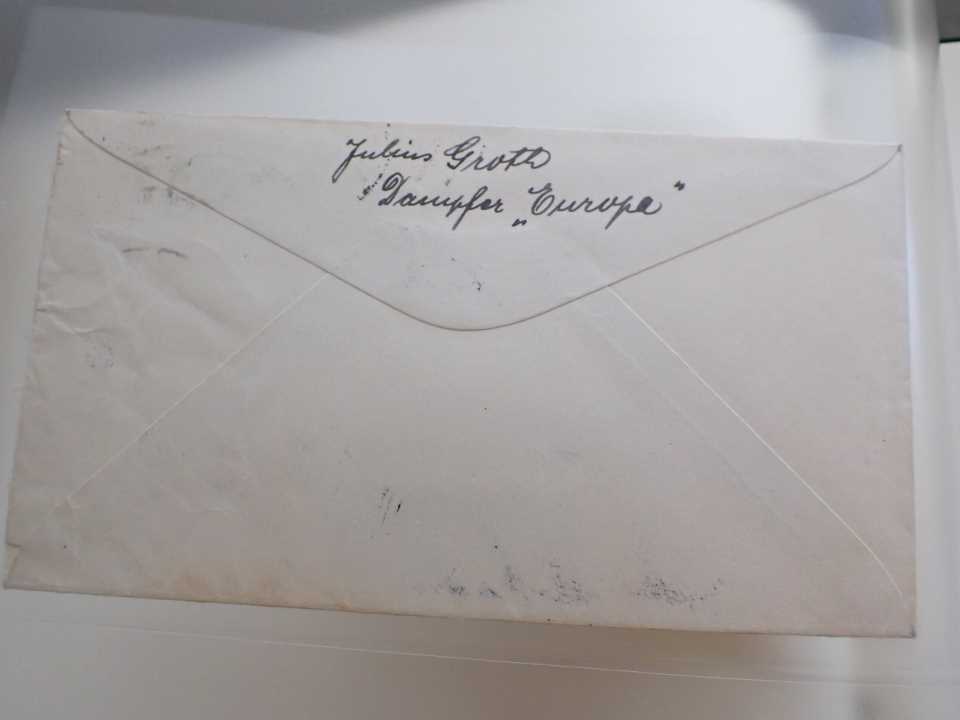 Julius Groth
Dampfer „Europa"